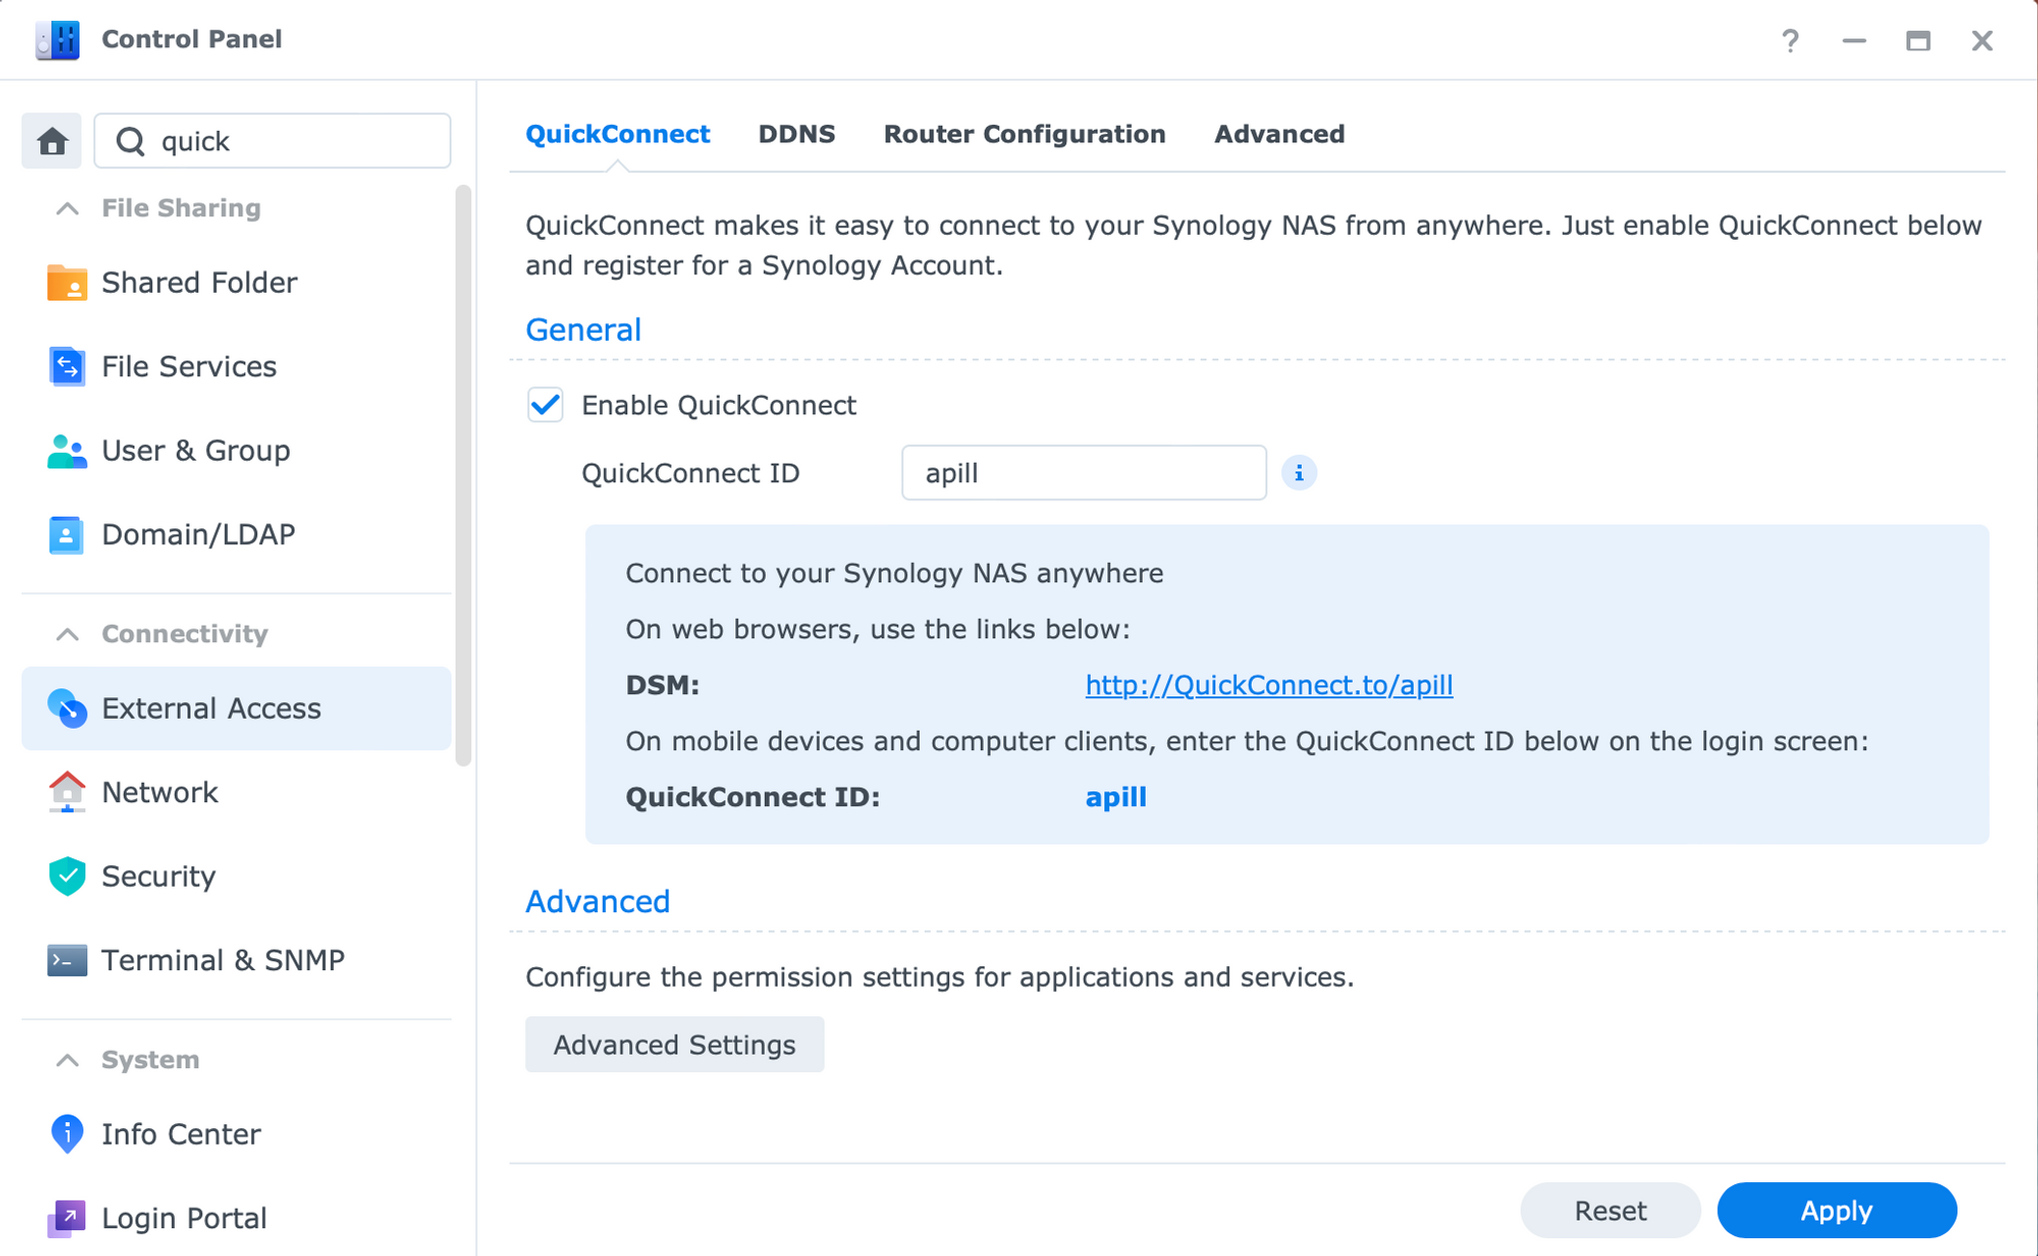 Control Panel
quick
File Sharing
Shared Folder
File Services
User & Group
Domain/LDAP
Connectivity
External Access
Network
Security
Terminal & SNMP
System
Info Center
Login Portal
QuickConnect DDNS Router Configuration Advanced
QuickConnect makes it easy to connect to your Synology NAS from anywhere. Just enable QuickConnect below
and register for a Synology Account.
General
Enable QuickConnect
QuickConnect ID apill
Connect to your Synology NAS anywhere
On web browsers, use the links below:
DSM: http://QuickConnect.to/apill
On mobile devices and computer clients, enter the QuickConnect ID below on the login screen:
QuickConnect ID: apill
Advanced
Configure the permission settings for applications and services.
Advanced Settings
Reset Apply